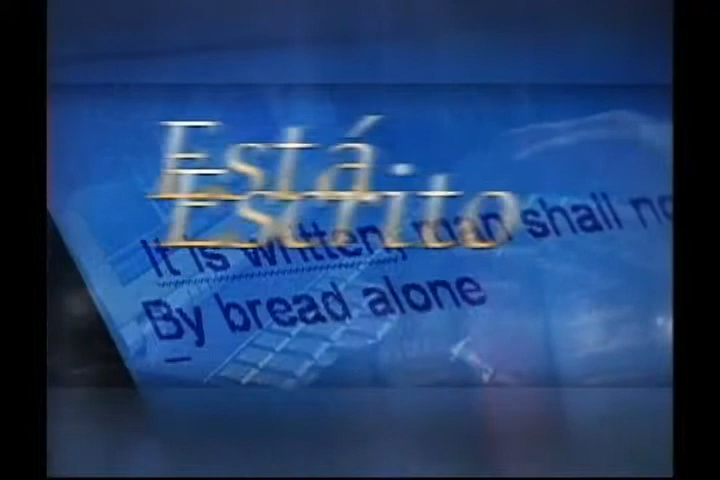 Está
Escrito
It is written, man shall no
By bread alone